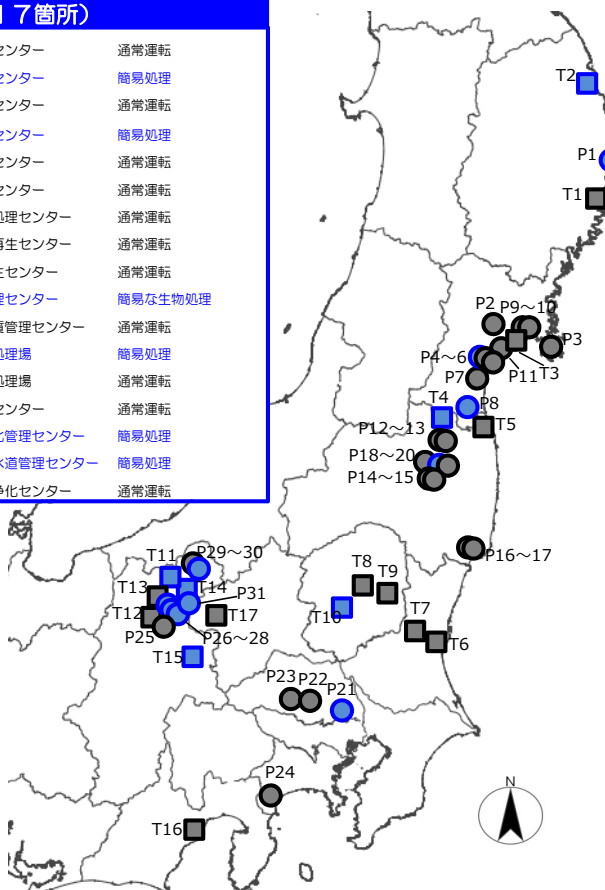 17箇所）
センター 通常運転
センター 簡易処理
センター 通常運転
センター 簡易処理
センター 通常運転
センター 通常運転
処理センター 通常運転
再生センター 通常運転
生センター 通常運転
理センター 簡易な生物処理
管理センター 通常運転
処理場 簡易処理
処理場 通常運転
センター 通常運転
化管理センター 簡易処理
水道管理センター 簡易処理
浄化センター 通常運転
T2
P1
T1
P2 P9～10
P3
P4～6
T3
P11
P7
T4 P8
T5
P12～13
P18～20
P14～15
P16～17
T11 P29～30
T8
T9
T13 T14
P31
T12 T17
T10
P25
P26～28
T7
T6
T15
P23 P22
P21
P24
N
T16